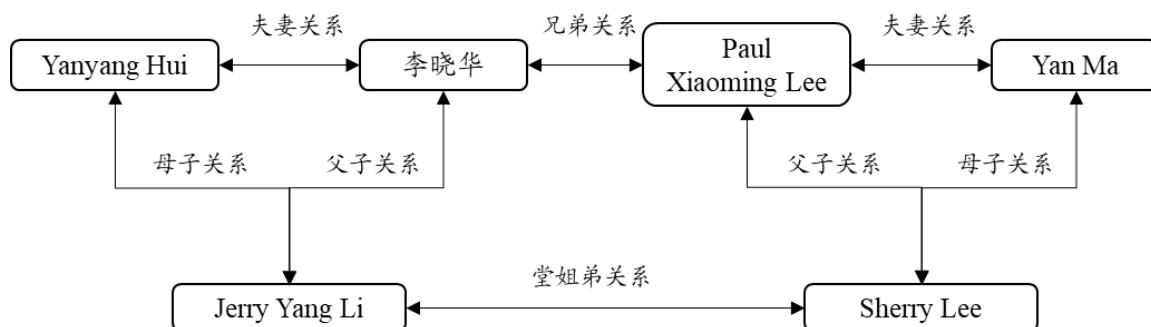 夫妻关系
兄弟关系
夫妻关系
Yanyang Hui
李晓华
Paul
Xiaoming Lee
Yan Ma
母子关系
父子关系
父子关系
母子关系
堂姐弟关系
Jerry Yang Li
Sherry Lee